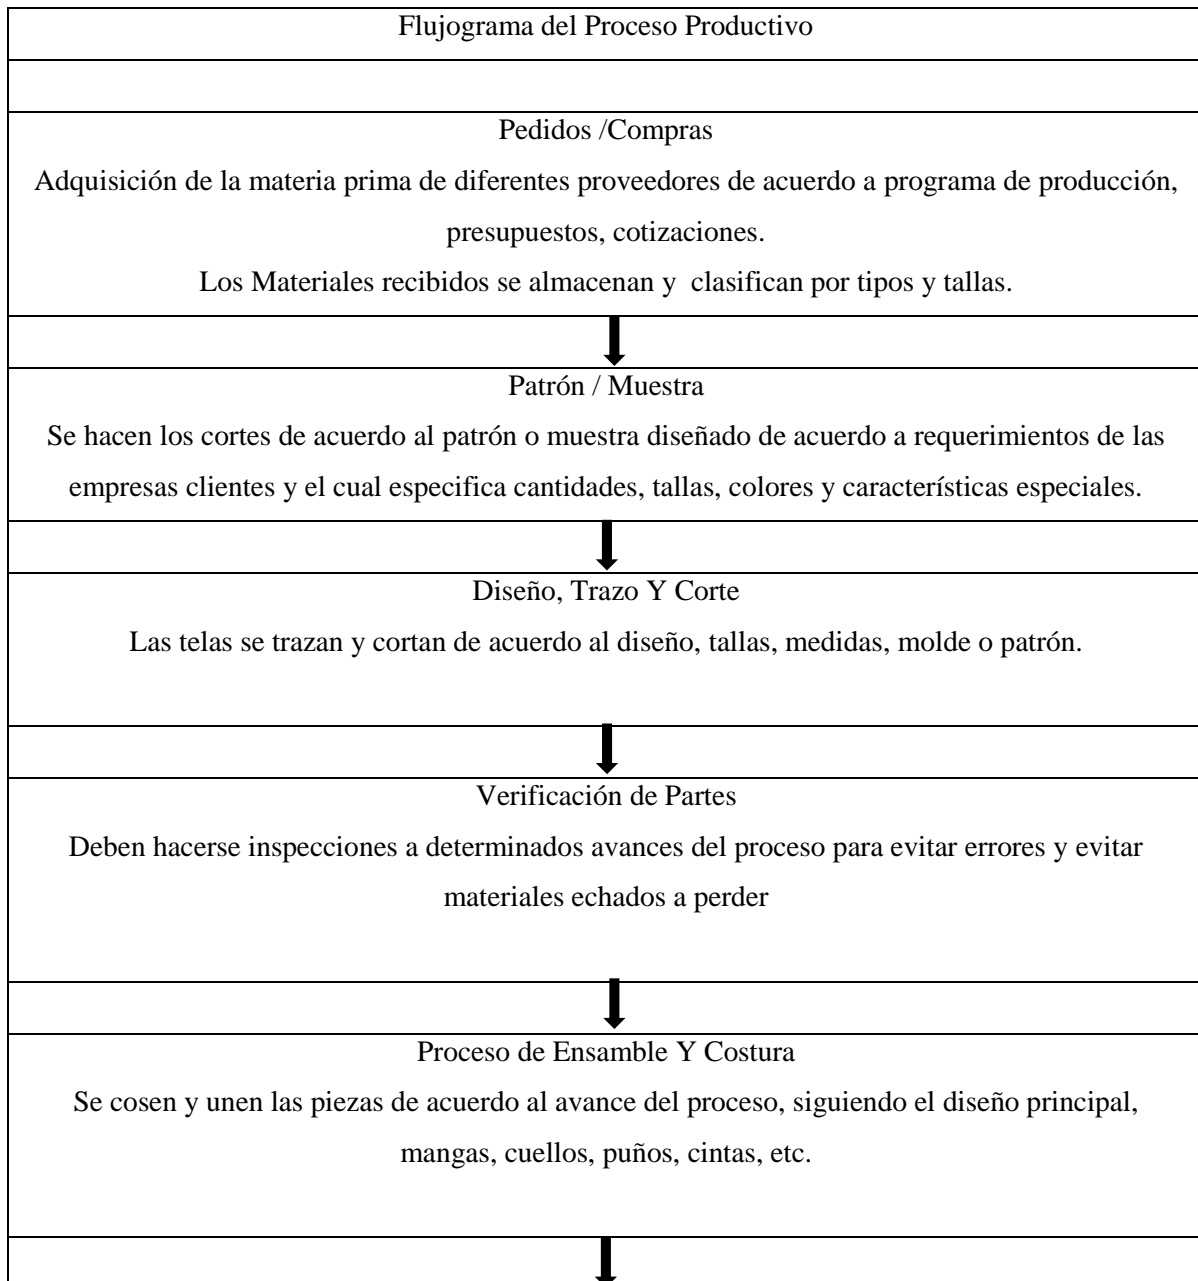 Flujograma del Proceso Productivo
Pedidos /Compras
Adquisición de la materia prima de diferentes proveedores de acuerdo a programa de producción,
presupuestos, cotizaciones.
Los Materiales recibidos se almacenan y  clasifican por tipos y tallas.
Patrón / Muestra
Se hacen los cortes de acuerdo al patrón o muestra diseñado de acuerdo a requerimientos de las
empresas clientes y el cual especifica cantidades, tallas, colores y características especiales.
Diseño, Trazo Y Corte
Las telas se trazan y cortan de acuerdo al diseño, tallas, medidas, molde o patrón.
Verificación de Partes
Deben hacerse inspecciones a determinados avances del proceso para evitar errores y evitar
materiales echados a perder
Proceso de Ensamble Y Costura
Se cosen y unen las piezas de acuerdo al avance del proceso, siguiendo el diseño principal,
mangas, cuellos, puños, cintas, etc.